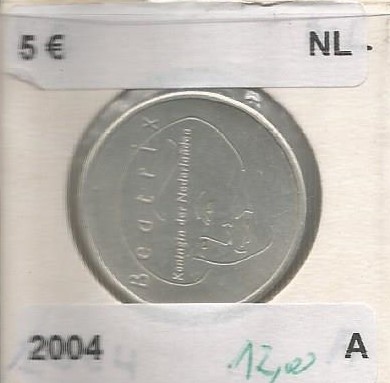 5 € NL
Beatrix
Koningin der Nederlanden
2004 12,00 A